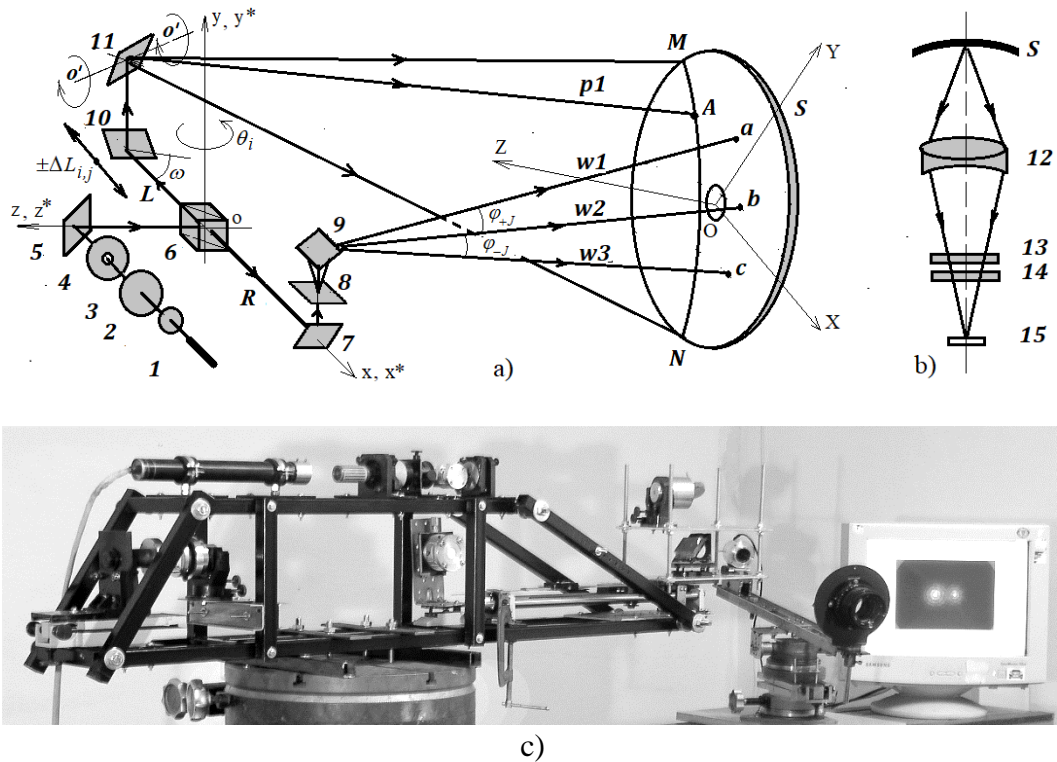 11
o'
o'
y, y*
M
p1
A
S
Y
a
10
θᵢ
±ΔLᵢ,ⱼ
ω
L
Z
w1
b
z, z*
o
9
φ₊J
w2
O
5
6
φ₋J
w3
c
4
R
8
3
2
7
X
1
x, x*
N
a)
S
12
13
14
15
b)
SAMSUNG
c)